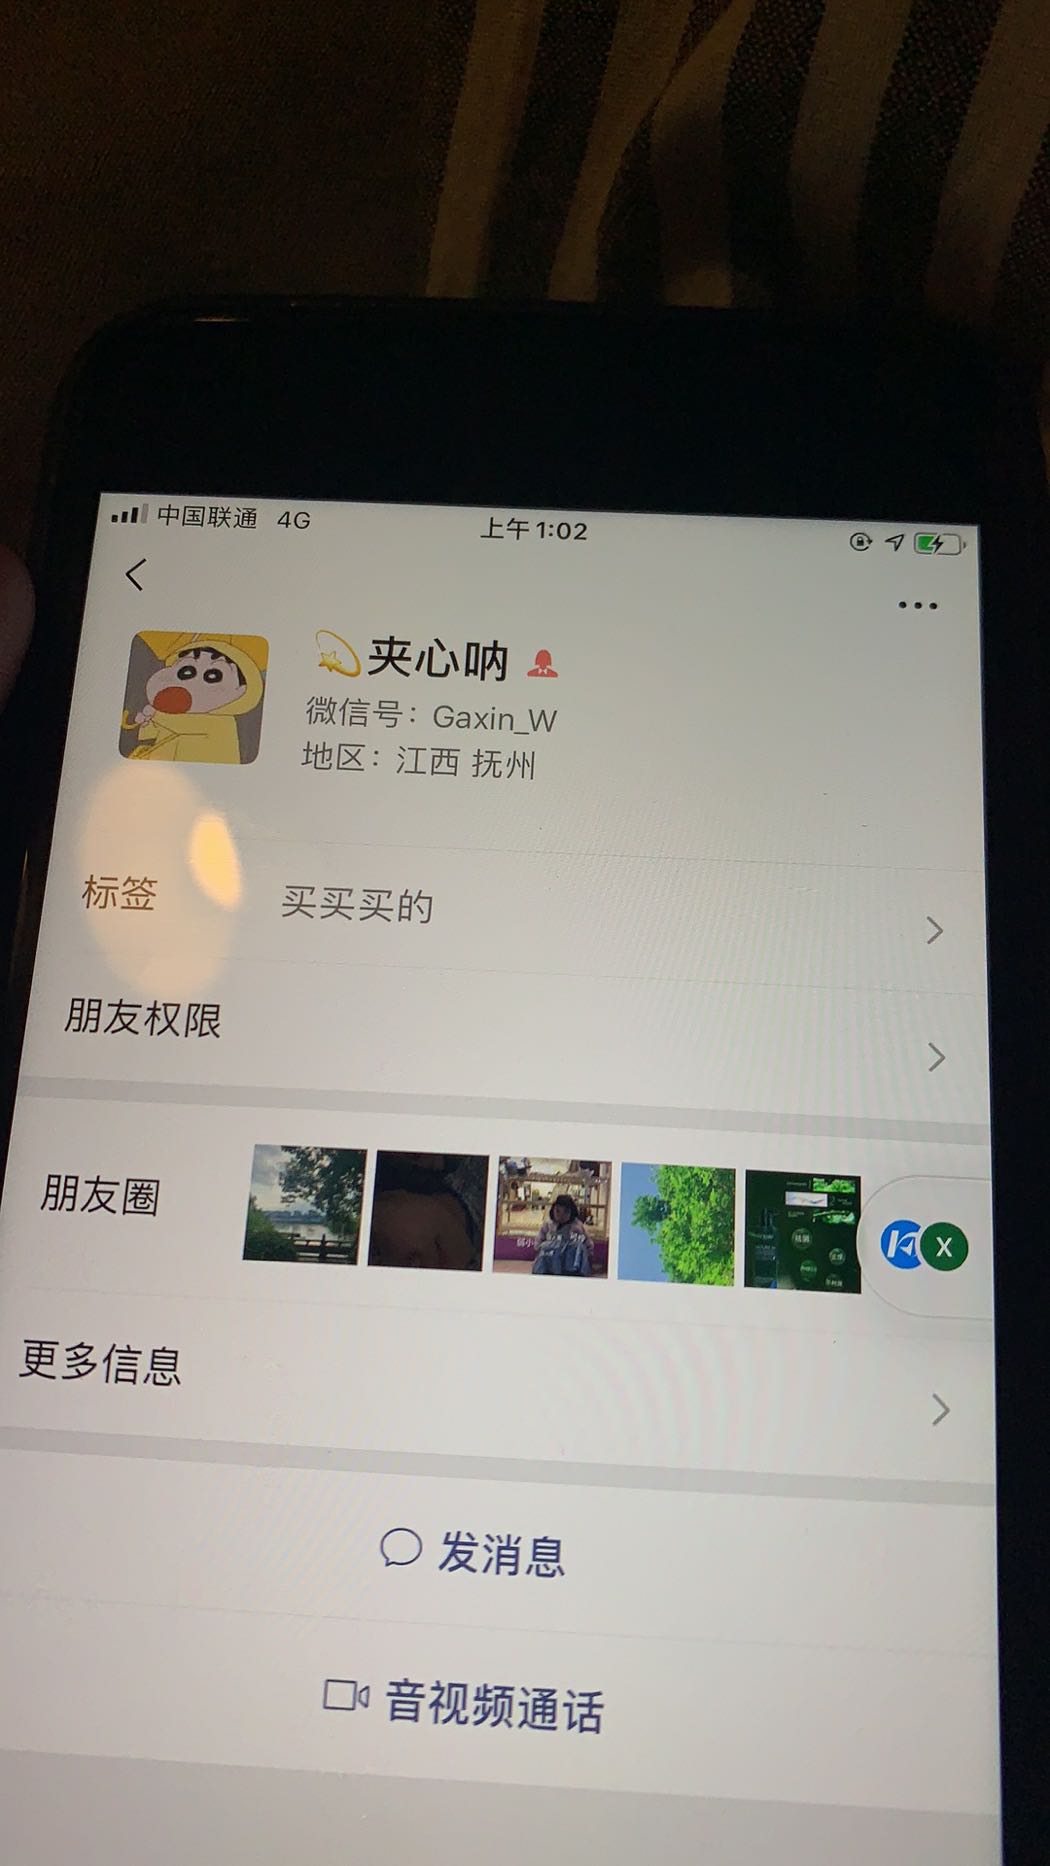 中国联通 4G
上午1:02
夹心呐
微信号：Gaxin_W
地区：江西 抚州
标签 买买买的
朋友权限
朋友圈
X
更多信息
发消息
音视频通话